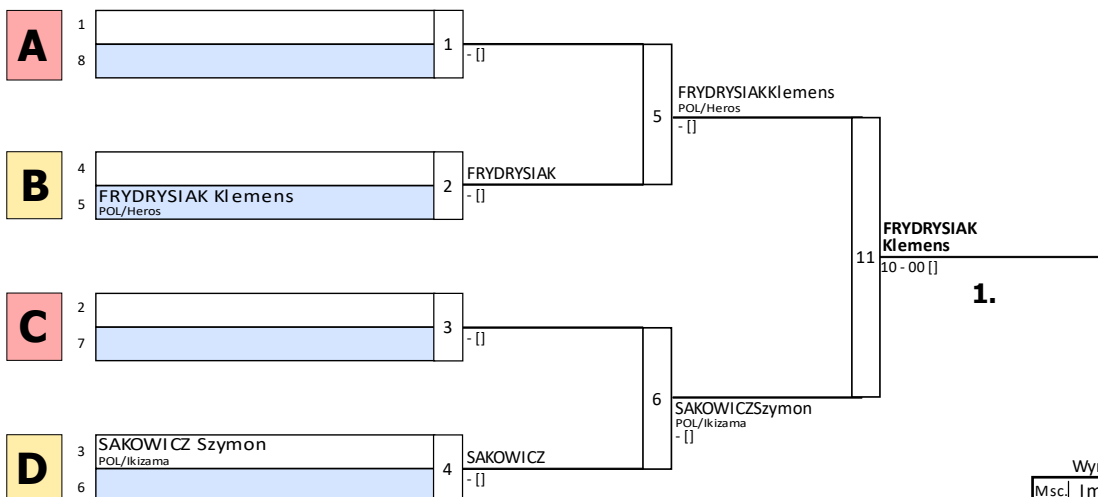 A
1
8
1
- []
B
4
5
FRYDRYSIAK Klemens
POL/Heros
2
FRYDRYSIAK
- []
5
FRYDRYSIAKKlemens
POL/Heros
- []
11
FRYDRYSIAK
Klemens
10 - 00 []
1.
C
2
7
3
- []
6
SAKOWICZSzymon
POL/Ikizama
- []
D
3
6
SAKOWICZ Szymon
POL/Ikizama
4
SAKOWICZ
- []
Msc.